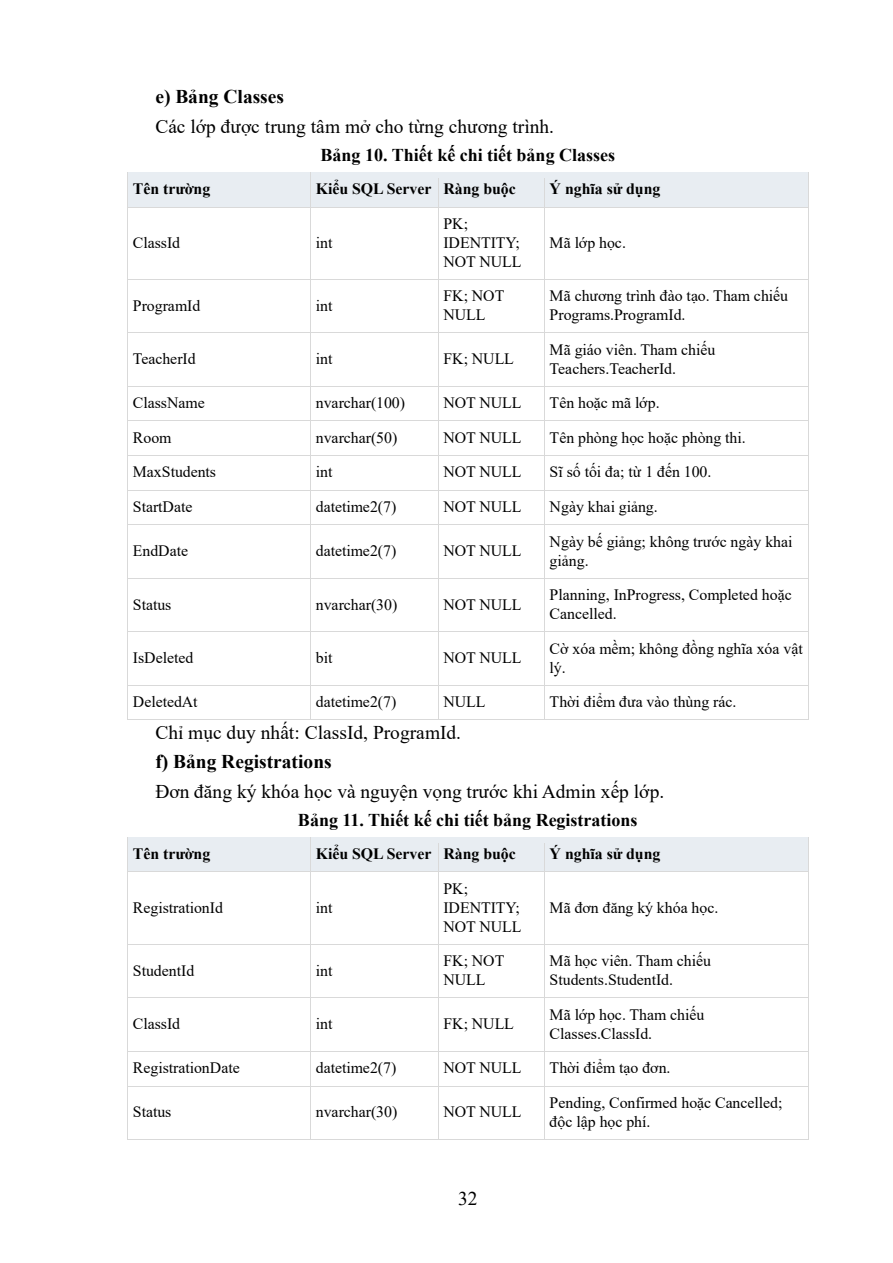 e) Bảng Classes
Các lớp được trung tâm mở cho từng chương trình.
Bảng 10. Thiết kế chi tiết bảng Classes
Tên trường Kiểu SQL Server Ràng buộc Ý nghĩa sử dụng
ClassId int PK; IDENTITY; NOT NULL Mã lớp học.
ProgramId int FK; NOT NULL Mã chương trình đào tạo. Tham chiếu Programs.ProgramId.
TeacherId int FK; NULL Mã giáo viên. Tham chiếu Teachers.TeacherId.
ClassName nvarchar(100) NOT NULL Tên hoặc mã lớp.
Room nvarchar(50) NOT NULL Tên phòng học hoặc phòng thi.
MaxStudents int NOT NULL Sĩ số tối đa; từ 1 đến 100.
StartDate datetime2(7) NOT NULL Ngày khai giảng.
EndDate datetime2(7) NOT NULL Ngày bế giảng; không trước ngày khai giảng.
Status nvarchar(30) NOT NULL Planning, InProgress, Completed hoặc Cancelled.
IsDeleted bit NOT NULL Cờ xóa mềm; không đồng nghĩa xóa vật lý.
DeletedAt datetime2(7) NULL Thời điểm đưa vào thùng rác.
Chỉ mục duy nhất: ClassId, ProgramId.
f) Bảng Registrations
Đơn đăng ký khóa học và nguyện vọng trước khi Admin xếp lớp.
Bảng 11. Thiết kế chi tiết bảng Registrations
Tên trường Kiểu SQL Server Ràng buộc Ý nghĩa sử dụng
RegistrationId int PK; IDENTITY; NOT NULL Mã đơn đăng ký khóa học.
StudentId int FK; NOT NULL Mã học viên. Tham chiếu Students.StudentId.
ClassId int FK; NULL Mã lớp học. Tham chiếu Classes.ClassId.
RegistrationDate datetime2(7) NOT NULL Thời điểm tạo đơn.
Status nvarchar(30) NOT NULL Pending, Confirmed hoặc Cancelled; độc lập học phí.
32